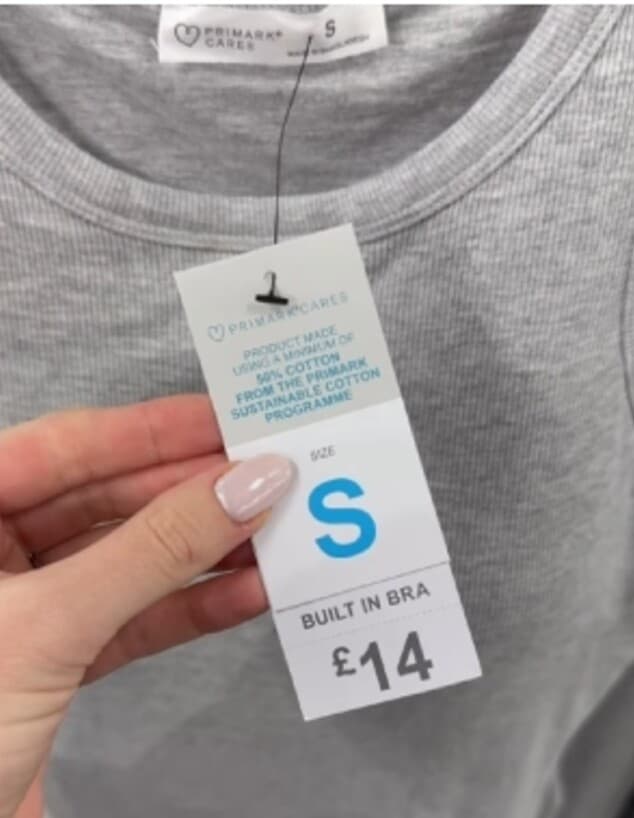 PRIMARK®
CARES
S
PRIMARK®CARES
PRODUCT MADE
USING A MINIMUM OF
50% COTTON
FROM THE PRIMARK
SUSTAINABLE COTTON
PROGRAMME
SIZE
S
BUILT IN BRA
£14